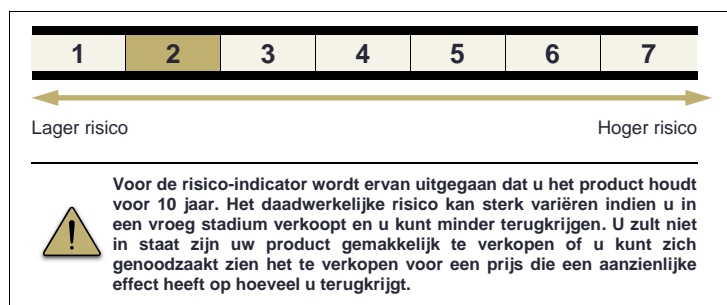 1 2 3 4 5 6 7
Lager risico Hoger risico
Voor de risico-indicator wordt ervan uitgegaan dat u het product houdt
voor 10 jaar. Het daadwerkelijke risico kan sterk variëren indien u in
een vroeg stadium verkoopt en u kunt minder terugkrijgen. U zult niet
in staat zijn uw product gemakkelijk te verkopen of u kunt zich
genoodzaakt zien het te verkopen voor een prijs die een aanzienlijke
effect heeft op hoeveel u terugkrijgt.